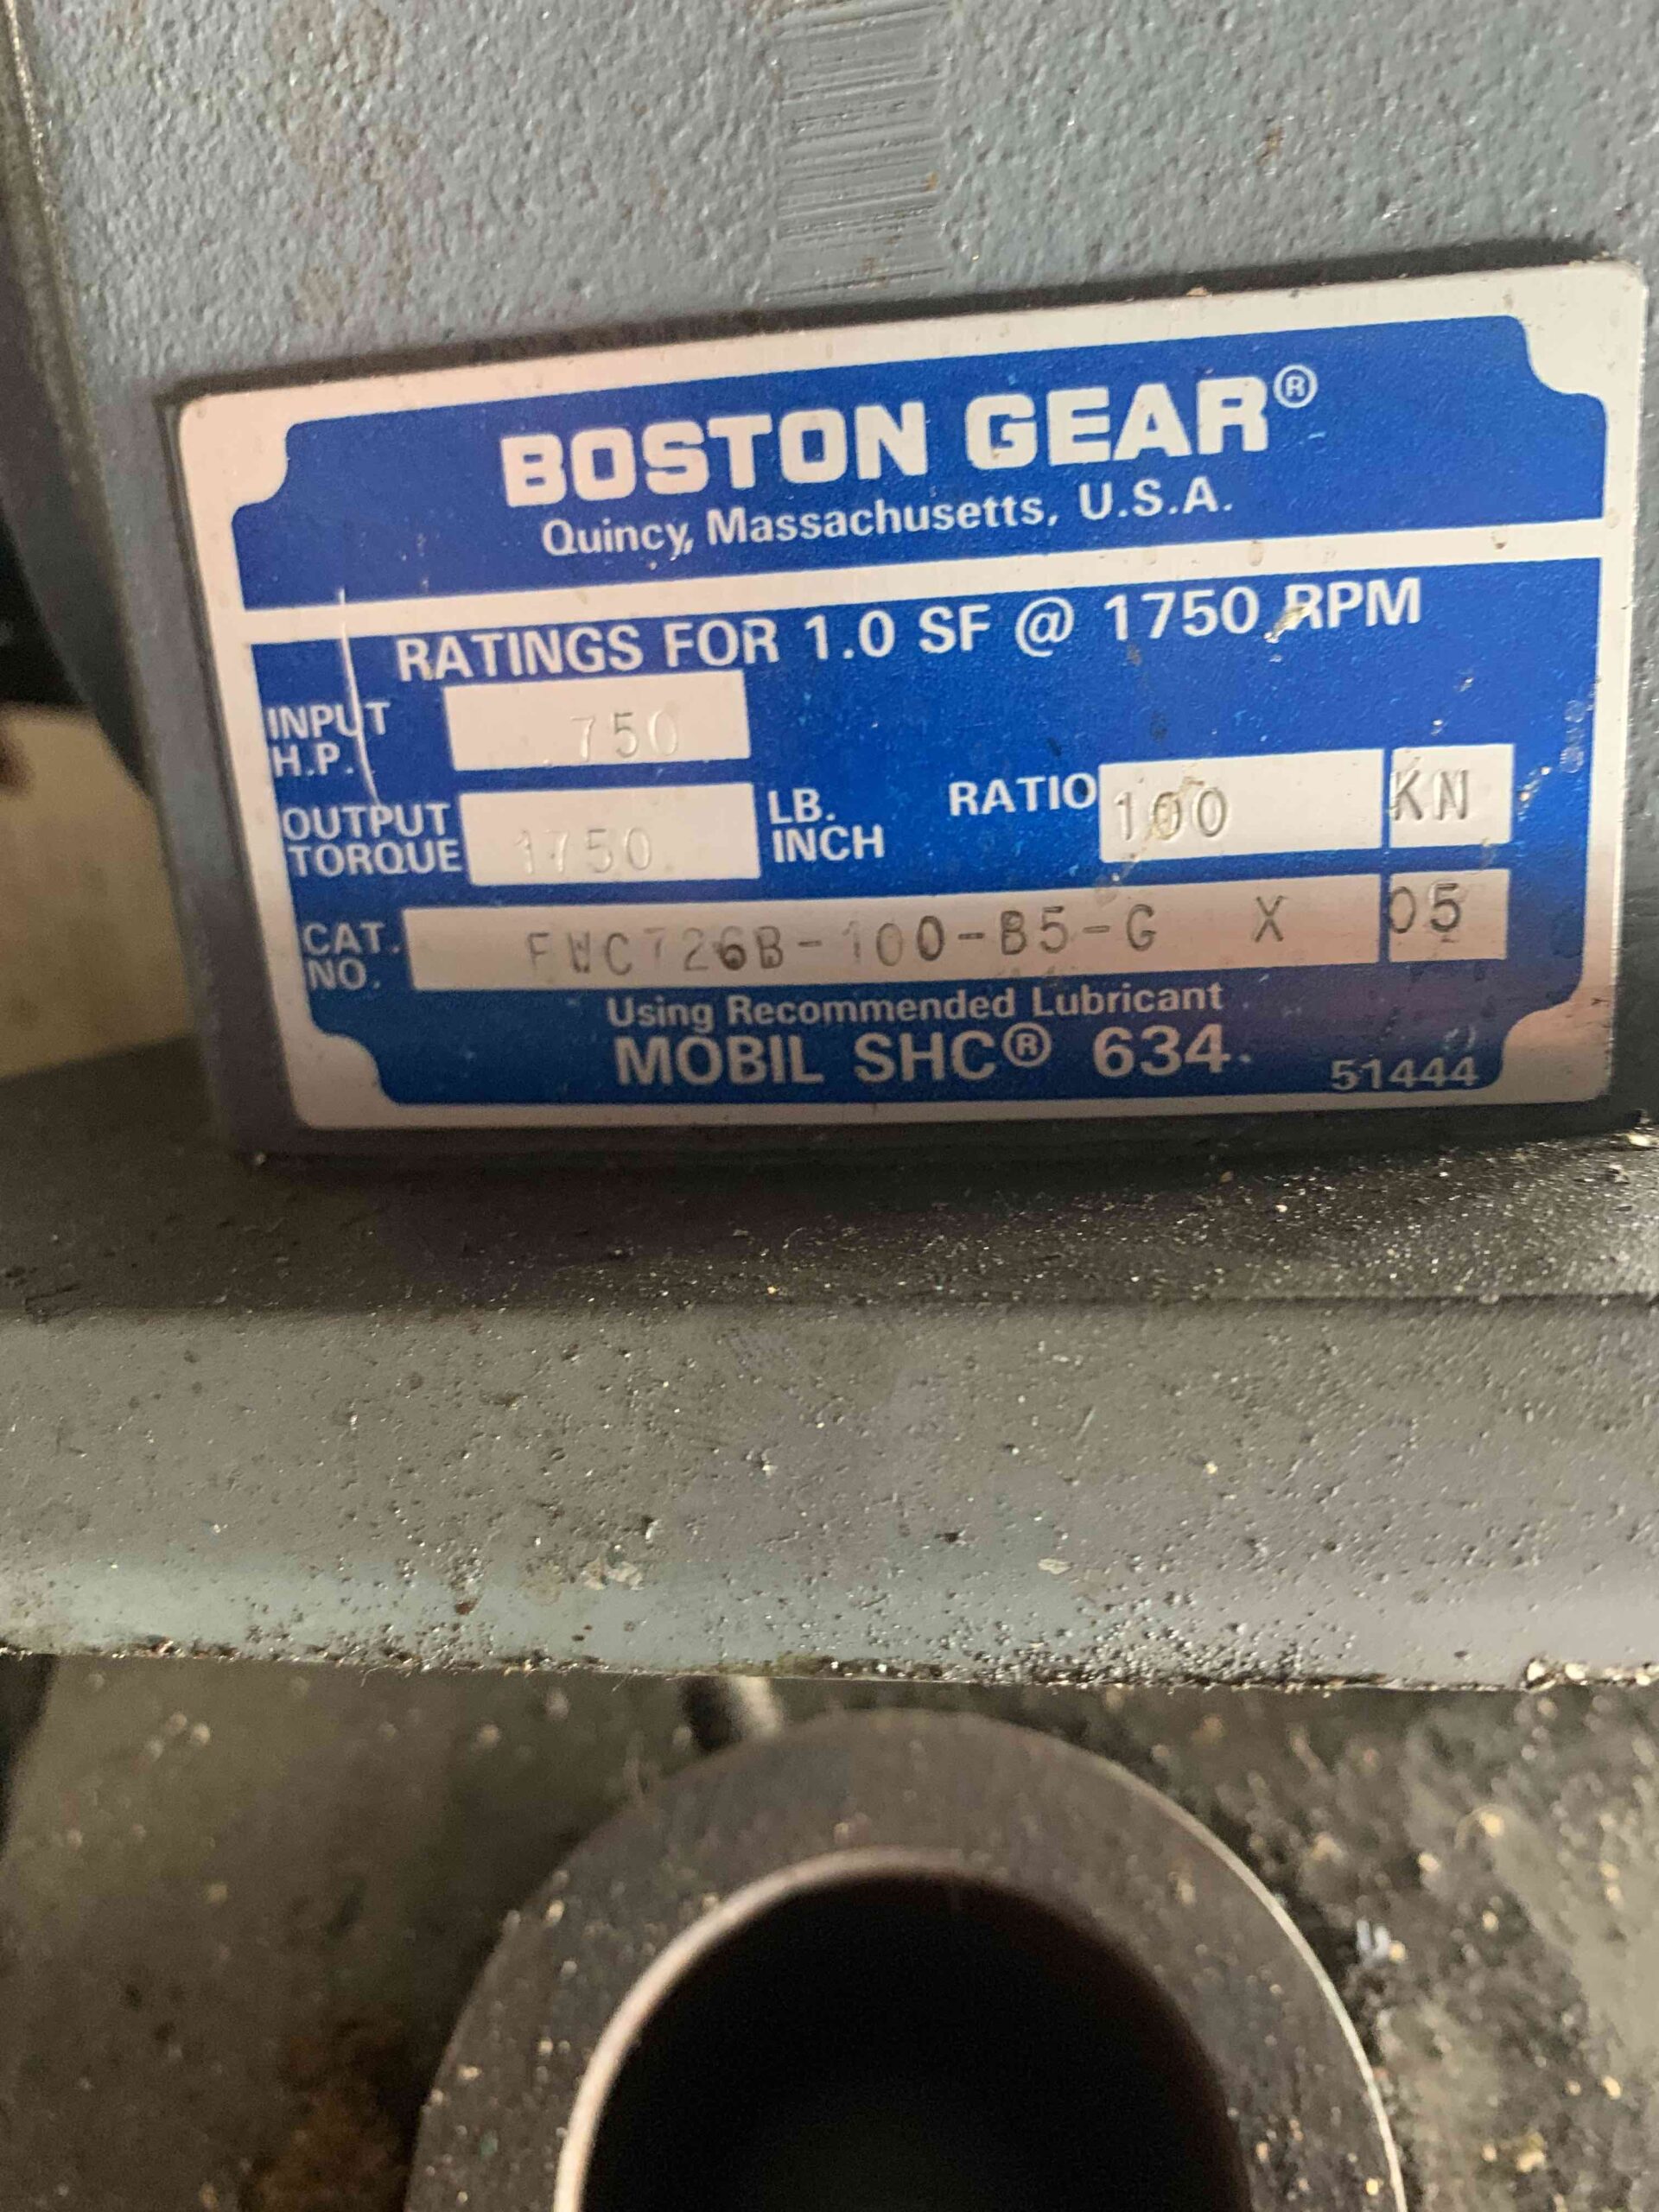 BOSTON GEAR®
Quincy, Massachusetts, U.S.A.
RATINGS FOR 1.0 SF @ 1750 RPM
INPUT H.P. .750
OUTPUT TORQUE 1750 LB. INCH RATIO 100 KN
CAT. NO. FWC726B-100-B5-G X 05
Using Recommended Lubricant
MOBIL SHC® 634
51444